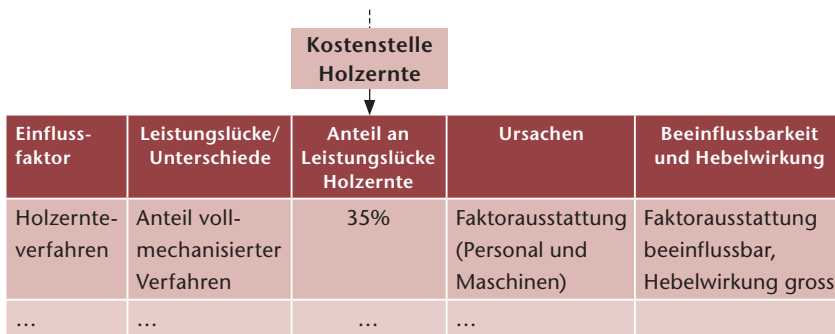 Kostenstelle
Holzernte
Einfluss-
faktor
Leistungslücke/
Unterschiede
Anteil an
Leistungslücke
Holzernte
Ursachen
Beeinflussbarkeit
und Hebelwirkung
Holzernte-
verfahren
Anteil voll-
mechanisierter
Verfahren
35%
Faktorausstattung
(Personal und
Maschinen)
Faktorausstattung
beeinflussbar,
Hebelwirkung gross
…
…
…
…